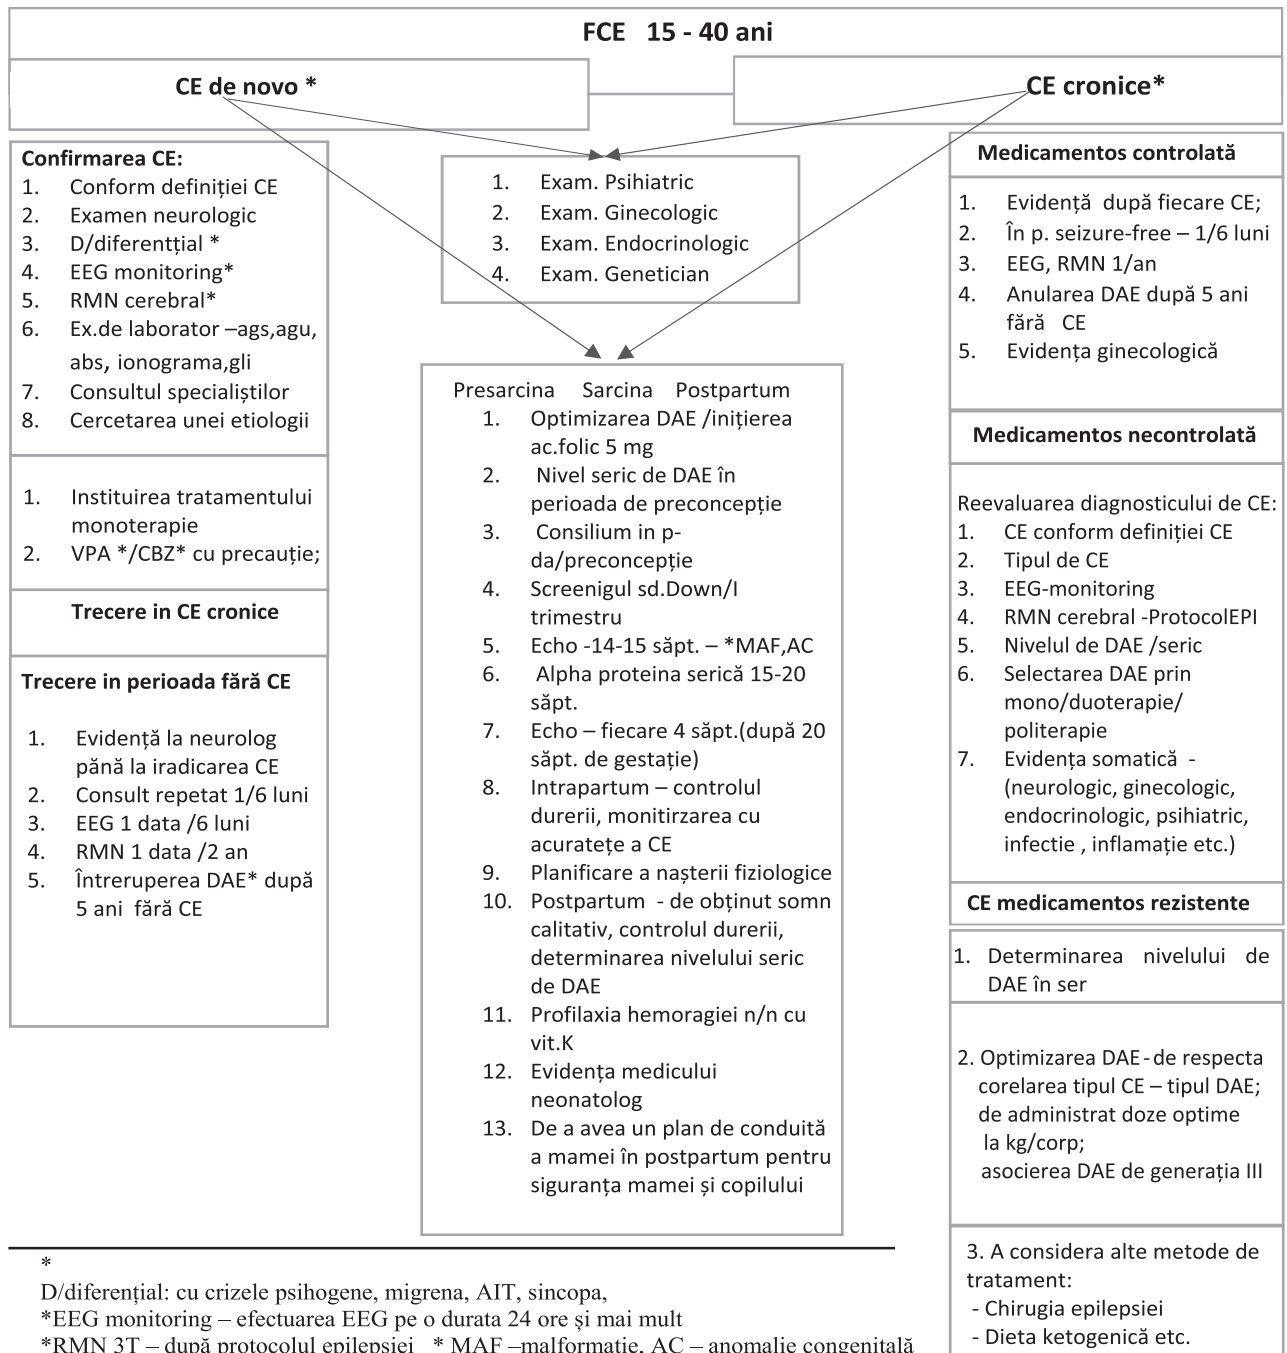 FCE 15 - 40 ani
CE de novo *
CE cronice*
Confirmarea CE:
1. Conform definiției CE
2. Examen neurologic
3. D/diferentțial *
4. EEG monitoring*
5. RMN cerebral*
6. Ex.de laborator –ags,agu,
abs, ionograma,gli
7. Consultul specialiștilor
8. Cercetarea unei etiologii
1. Instituirea tratamentului
monoterapie
2. VPA */CBZ* cu precauție;
Trecere in CE cronice
Trecere in perioada fără CE
1. Evidență la neurolog
pănă la iradicarea CE
2. Consult repetat 1/6 luni
3. EEG 1 data /6 luni
4. RMN 1 data /2 an
5. Întreruperea DAE* după
5 ani fără CE
1. Exam. Psihiatric
2. Exam. Ginecologic
3. Exam. Endocrinologic
4. Exam. Genetician
Presarcina Sarcina Postpartum
1. Optimizarea DAE /inițierea
ac.folic 5 mg
2. Nivel seric de DAE în
perioada de preconcepție
3. Consilium in p-
da/preconcepție
4. Screenigul sd.Down/I
trimestru
5. Echo -14-15 săpt. – *MAF,AC
6. Alpha proteina serică 15-20
săpt.
7. Echo – fiecare 4 săpt.(după 20
săpt. de gestație)
8. Intrapartum – controlul
durerii, monitirzarea cu
acuratețe a CE
9. Planificare a nașterii fiziologice
10. Postpartum - de obținut somn
calitativ, controlul durerii,
determinarea nivelului seric
de DAE
11. Profilaxia hemoragiei n/n cu
vit.K
12. Evidența medicului
neonatolog
13. De a avea un plan de conduită
a mamei în postpartum pentru
siguranța mamei și copilului
Medicamentos controlată
1. Evidență după fiecare CE;
2. În p. seizure-free – 1/6 luni
3. EEG, RMN 1/an
4. Anularea DAE după 5 ani
fără CE
5. Evidența ginecologică
Medicamentos necontrolată
Reevaluarea diagnosticului de CE:
1. CE conform definiției CE
2. Tipul de CE
3. EEG-monitoring
4. RMN cerebral -ProtocolEPI
5. Nivelul de DAE /seric
6. Selectarea DAE prin
mono/duoterapie/
politerapie
7. Evidența somatică -
(neurologic, ginecologic,
endocrinologic, psihiatric,
infectie , inflamație etc.)
CE medicamentos rezistente
1. Determinarea nivelului de
DAE în ser
2. Optimizarea DAE - de respecta
corelarea tipul CE – tipul DAE;
de administrat doze optime
la kg/corp;
asocierea DAE de generația III
3. A considera alte metode de
tratament:
- Chirugia epilepsiei
- Dieta ketogenică etc.
*
D/diferențial: cu crizele psihogene, migrena, AIT, sincopa,
*EEG monitoring – efectuarea EEG pe o durata 24 ore și mai mult
*RMN 3T – după protocolul epilepsiei * MAF –malformație, AC – anomalie congenitală